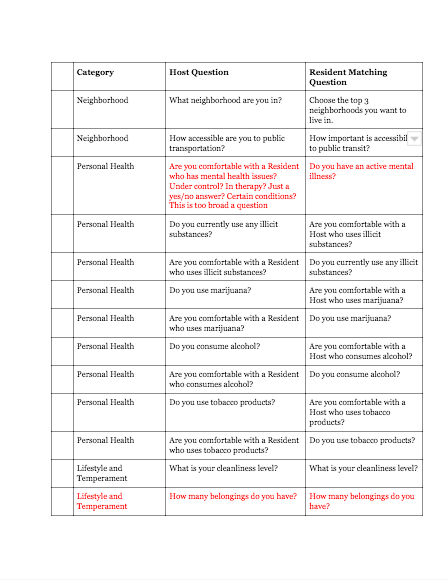 Category Host Question Resident Matching
Question
Neighborhood What neighborhood are you in? Choose the top 3
neighborhoods you want to
live in.
Neighborhood How accessible are you to public
transportation?
How important is accessibil
to public transit?
Personal Health Are you comfortable with a Resident
who has mental health issues?
Under control? In therapy? Just a
yes/no answer? Certain conditions?
This is too broad a question
Do you have an active mental
illness?
Personal Health Do you currently use any illicit
substances?
Are you comfortable with a
Host who uses illicit
substances?
Personal Health Are you comfortable with a Resident
who uses illicit substances?
Do you currently use any illicit
substances?
Personal Health Do you use marijuana? Are you comfortable with a
Host who uses marijuana?
Personal Health Are you comfortable with a Resident
who uses marijuana?
Do you use marijuana?
Personal Health Do you consume alcohol? Are you comfortable with a
Host who consumes alcohol?
Personal Health Are you comfortable with a Resident
who consumes alcohol?
Do you consume alcohol?
Personal Health Do you use tobacco products? Are you comfortable with a
Host who uses tobacco
products?
Personal Health Are you comfortable with a Resident
who uses tobacco products?
Do you use tobacco products?
Lifestyle and
Temperament
What is your cleanliness level? What is your cleanliness level?
Lifestyle and
Temperament
How many belongings do you have? How many belongings do you
have?